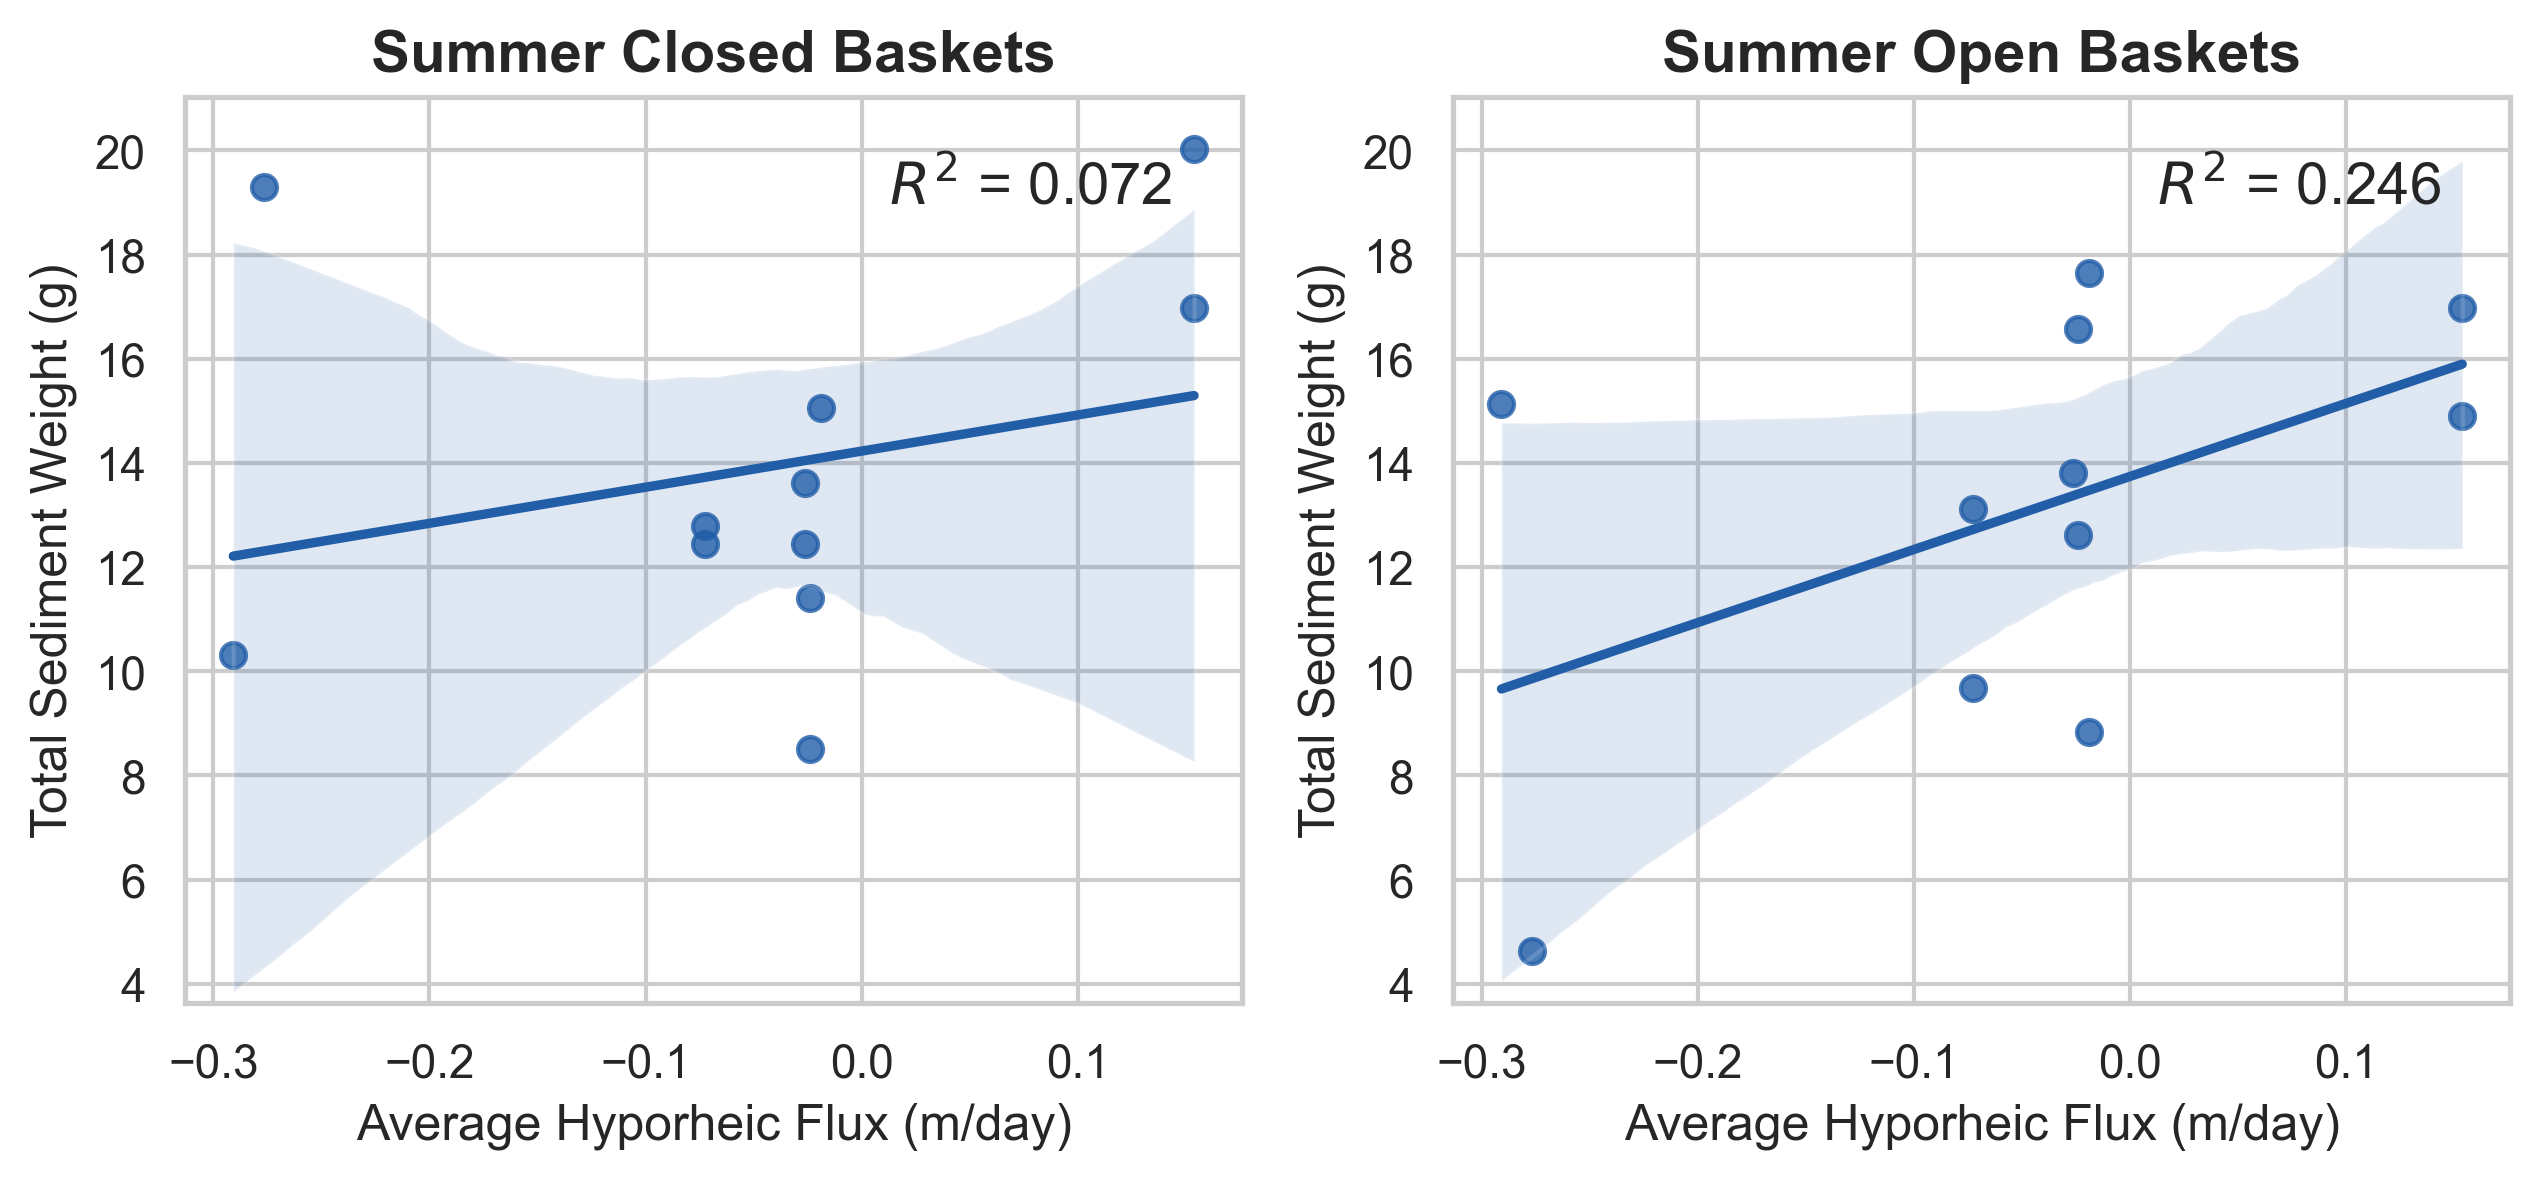 Summer Closed Baskets
R² = 0.072
Total Sediment Weight (g)
20
18
16
14
12
10
8
6
4
−0.3 −0.2 −0.1 0.0 0.1
Average Hyporheic Flux (m/day)
Summer Open Baskets
R² = 0.246
Total Sediment Weight (g)
20
18
16
14
12
10
8
6
4
−0.3 −0.2 −0.1 0.0 0.1
Average Hyporheic Flux (m/day)